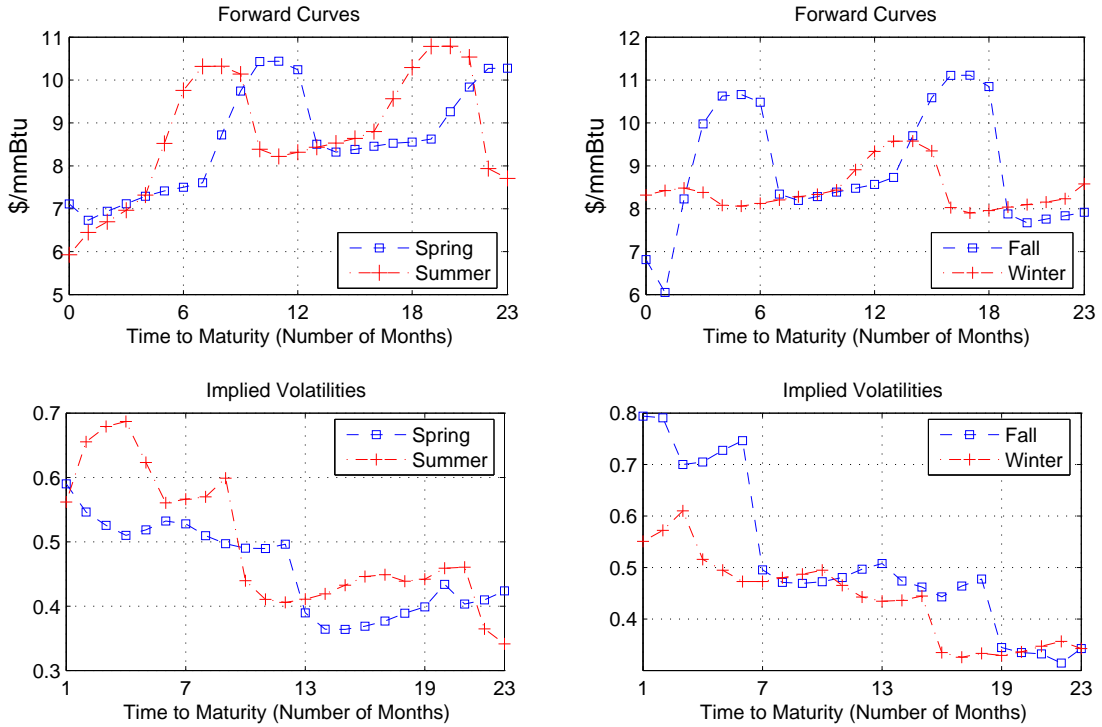 Forward Curves
11
10
9
8
7
6
5
$/mmBtu
Spring
Summer
0 6 12 18 23
Time to Maturity (Number of Months)
Forward Curves
12
11
10
9
8
7
6
5
$/mmBtu
Fall
Winter
0 6 12 18 23
Time to Maturity (Number of Months)
Implied Volatilities
0.7
0.6
0.5
0.4
0.3
Spring
Summer
1 7 13 19 23
Time to Maturity (Number of Months)
Implied Volatilities
0.8
0.7
0.6
0.5
0.4
Fall
Winter
1 7 13 19 23
Time to Maturity (Number of Months)